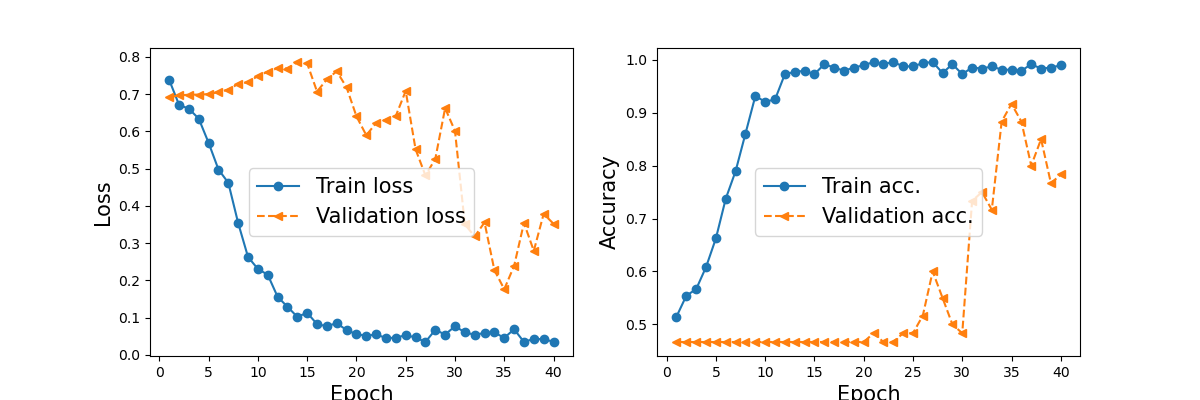 0.8
0.7
0.6
0.5
0.4
0.3
0.2
0.1
0.0
Loss
Train loss
Validation loss
0 5 10 15 20 25 30 35 40
Epoch
1.0
0.9
0.8
0.7
0.6
0.5
Accuracy
Train acc.
Validation acc.
0 5 10 15 20 25 30 35 40
Epoch